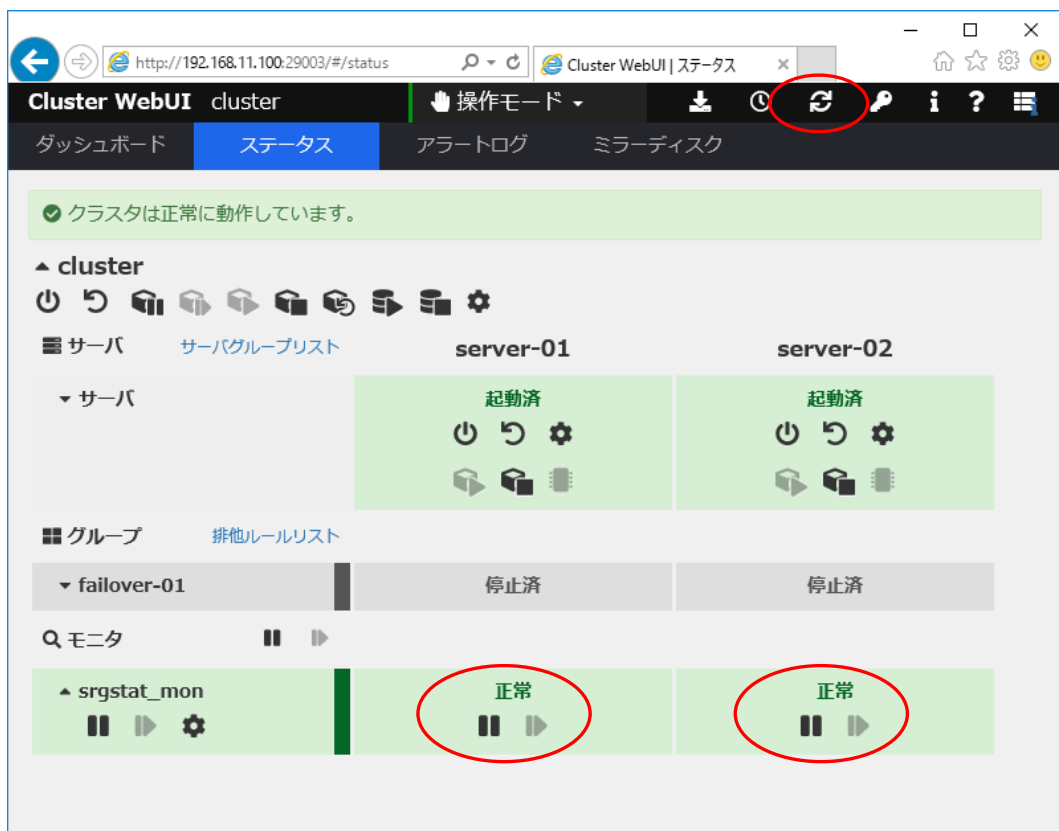 http://192.168.11.100:29003/#/status
Cluster WebUI | ステータス
Cluster WebUI cluster 操作モード
ダッシュボード ステータス アラートログ ミラーディスク
クラスタは正常に動作しています。
cluster
サーバ サーバグループリスト server-01 server-02
サーバ 起動済 起動済
グループ 排他ルールリスト
failover-01 停止済 停止済
モニタ
srgstat_mon 正常 正常